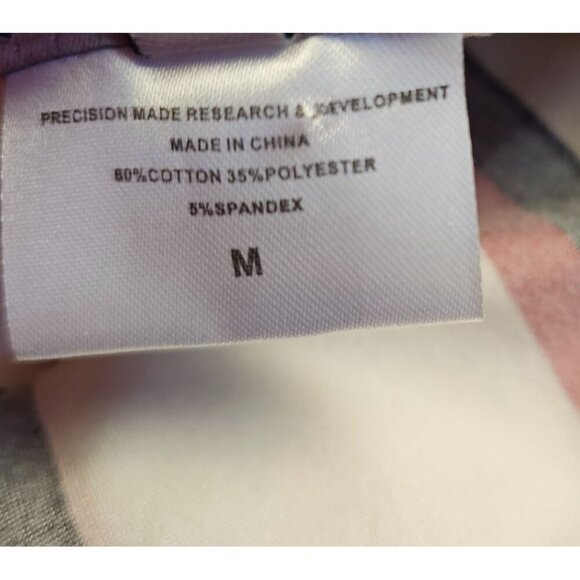 PRECISION MADE RESEARCH & DEVELOPMENT
MADE IN CHINA
60%COTTON 35%POLYESTER
5%SPANDEX
M